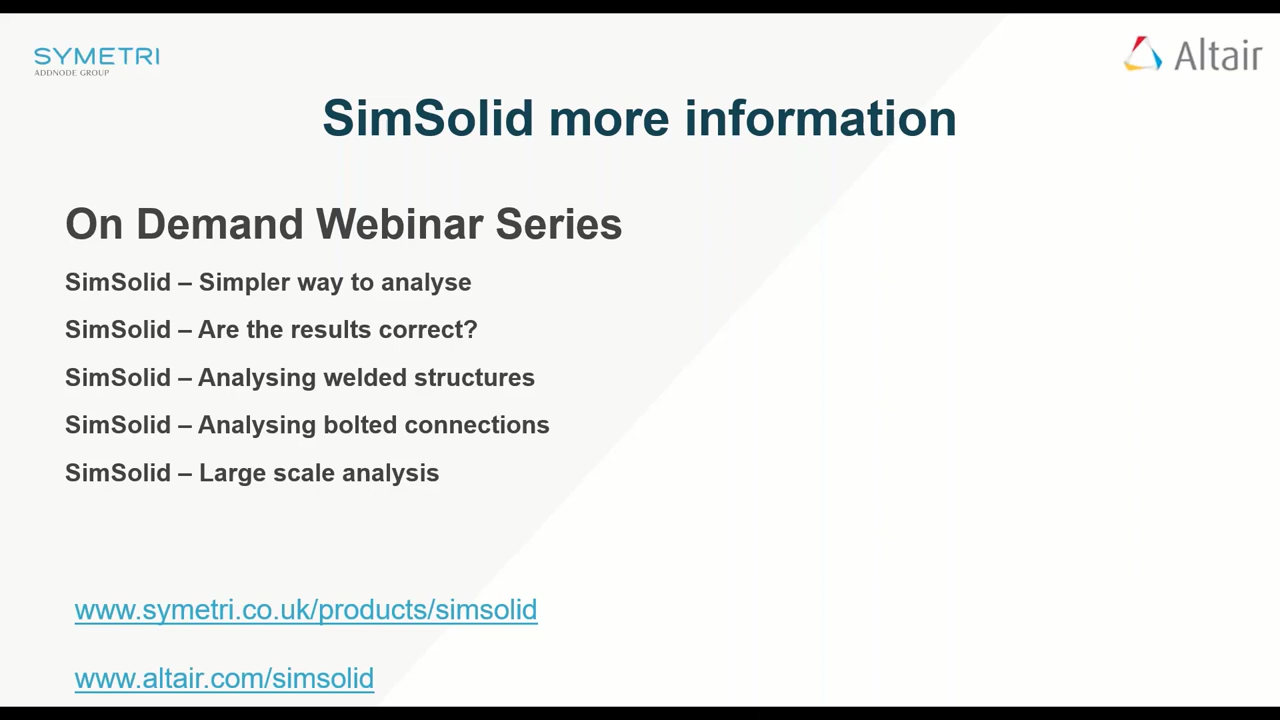 SYMETRI
ADDNODE GROUP
Altair
SimSolid more information
On Demand Webinar Series
SimSolid – Simpler way to analyse
SimSolid – Are the results correct?
SimSolid – Analysing welded structures
SimSolid – Analysing bolted connections
SimSolid – Large scale analysis
www.symetri.co.uk/products/simsolid
www.altair.com/simsolid